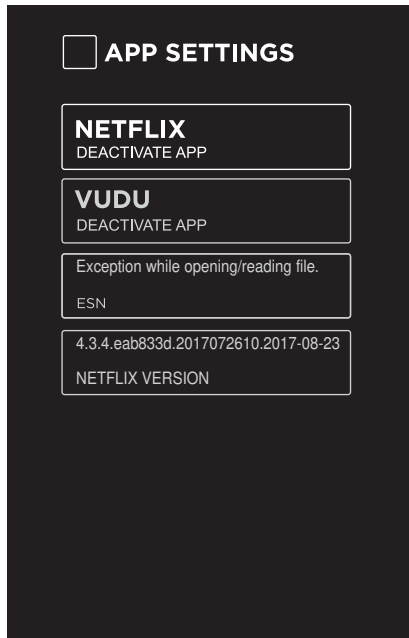 APP SETTINGS
NETFLIX
DEACTIVATE APP
VUDU
DEACTIVATE APP
Exception while opening/reading file.
ESN
4.3.4.eab833d.2017072610.2017-08-23
NETFLIX VERSION